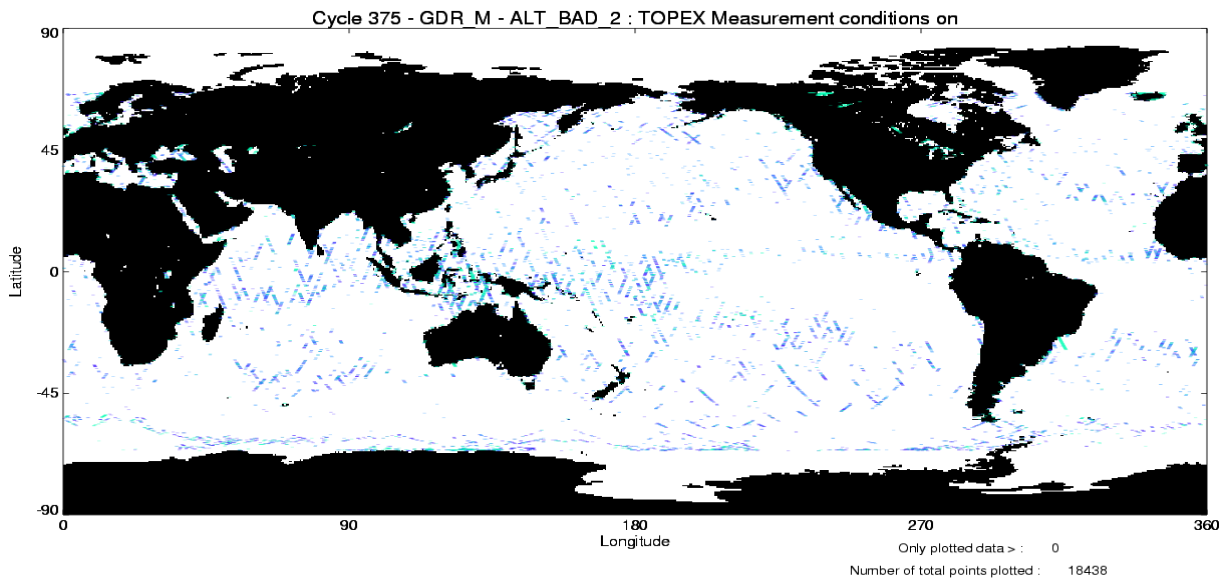 Cycle 375 - GDR_M - ALT_BAD_2 : TOPEX Measurement conditions on
90
45
0
-45
-90
Latitude
0 90 180 270 360
Longitude
Only plotted data > : 0
Number of total points plotted : 18438